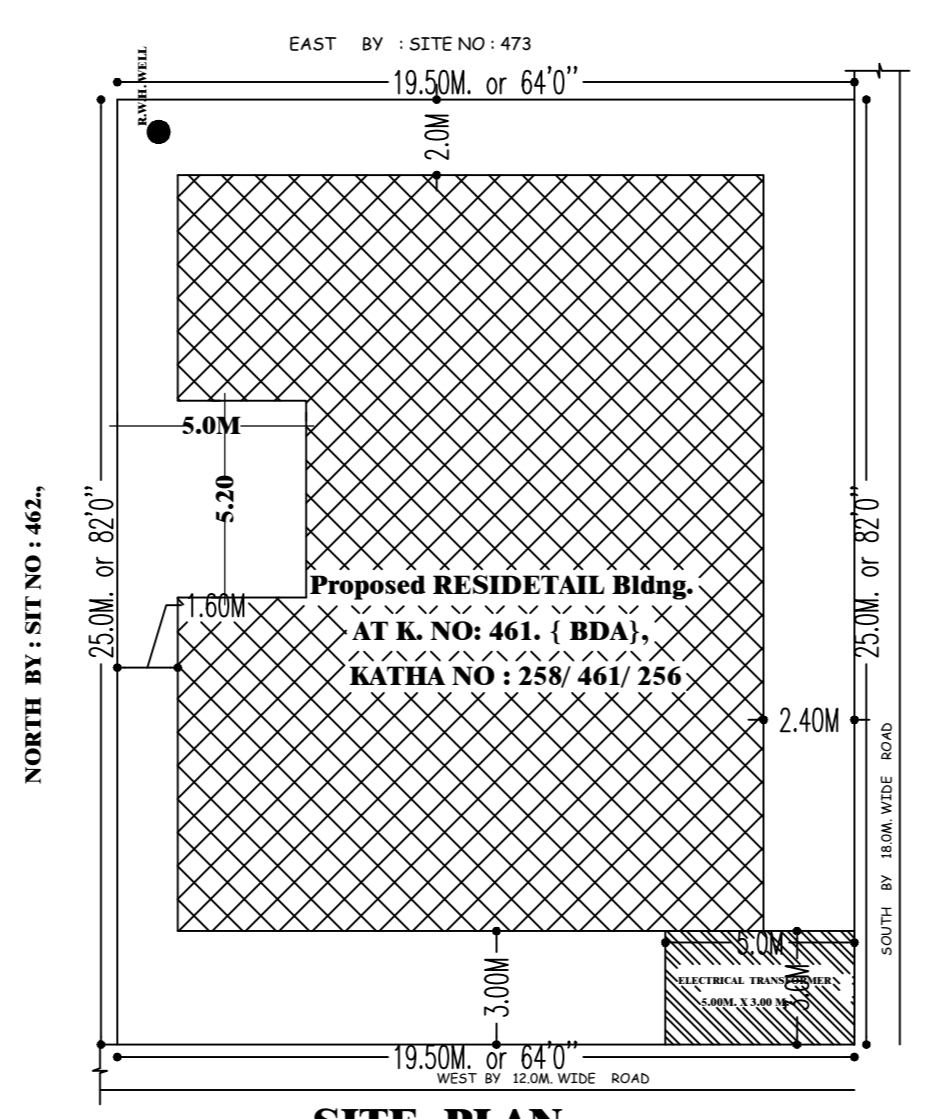 EAST BY : SITE NO : 473
R.W.H. WELL
19.50M. or 64'0"
2.0M
5.0M
5.20
NORTH BY : SIT NO : 462.,
25.0M. or 82'0"
25.0M. or 82'0"
1.60M
Proposed RESIDETAIL Bldng.
AT K. NO: 461. { BDA},
KATHA NO : 258/ 461/ 256
2.40M
SOUTH BY 18.0M. WIDE ROAD
5.0M
3.00M
3.0M
ELECTRICAL TRANSFORMER
5.00M. X 3.00 M.
19.50M. or 64'0"
WEST BY 12.0M. WIDE ROAD
SITE PLAN